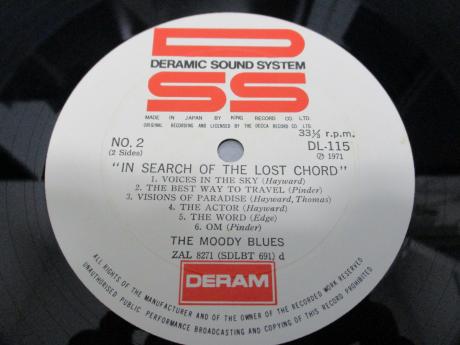 DSS
DERAMIC SOUND SYSTEM
MADE IN JAPAN BY KING RECORD CO. LTD.
ORIGINAL RECORDING AND LICENSED BY THE DECCA RECORD CO. LTD.
33⅓ r.p.m.
NO. 2
(2 Sides)
DL-115
℗ 1971
"IN SEARCH OF THE LOST CHORD"
1. VOICES IN THE SKY (Hayward)
2. THE BEST WAY TO TRAVEL (Pinder)
3. VISIONS OF PARADISE (Hayward, Thomas)
4. THE ACTOR (Hayward)
5. THE WORD (Edge)
6. OM (Pinder)
THE MOODY BLUES
ZAL 8271 (SDLBT 691) d
DERAM
ALL RIGHTS OF THE MANUFACTURER AND OF THE OWNER OF THE RECORDED WORK RESERVED
UNAUTHORISED PUBLIC PERFORMANCE BROADCASTING AND COPYING OF THIS RECORD PROHIBITED